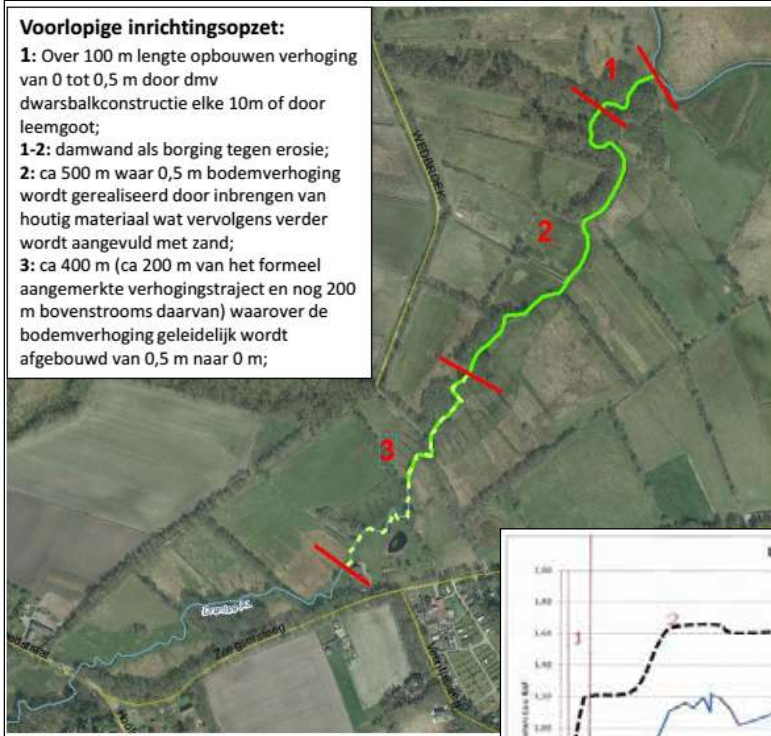 Voorlopige inrichtingsopzet:
1: Over 100 m lengte opbouwen verhoging
van 0 tot 0,5 m door dmv
dwarsbalkconstructie elke 10m of door
leemgoot;
1-2: damwand als borging tegen erosie;
2: ca 500 m waar 0,5 m bodemverhoging
wordt gerealiseerd door inbrengen van
houtig materiaal wat vervolgens verder
wordt aangevuld met zand;
3: ca 400 m (ca 200 m van het formeel
aangemerkte verhogingstraject en nog 200
m bovenstrooms daarvan) waarover de
bodemverhoging geleidelijk wordt
afgebouwd van 0,5 m naar 0 m;
1
WEDBROEK
2
3
1
2